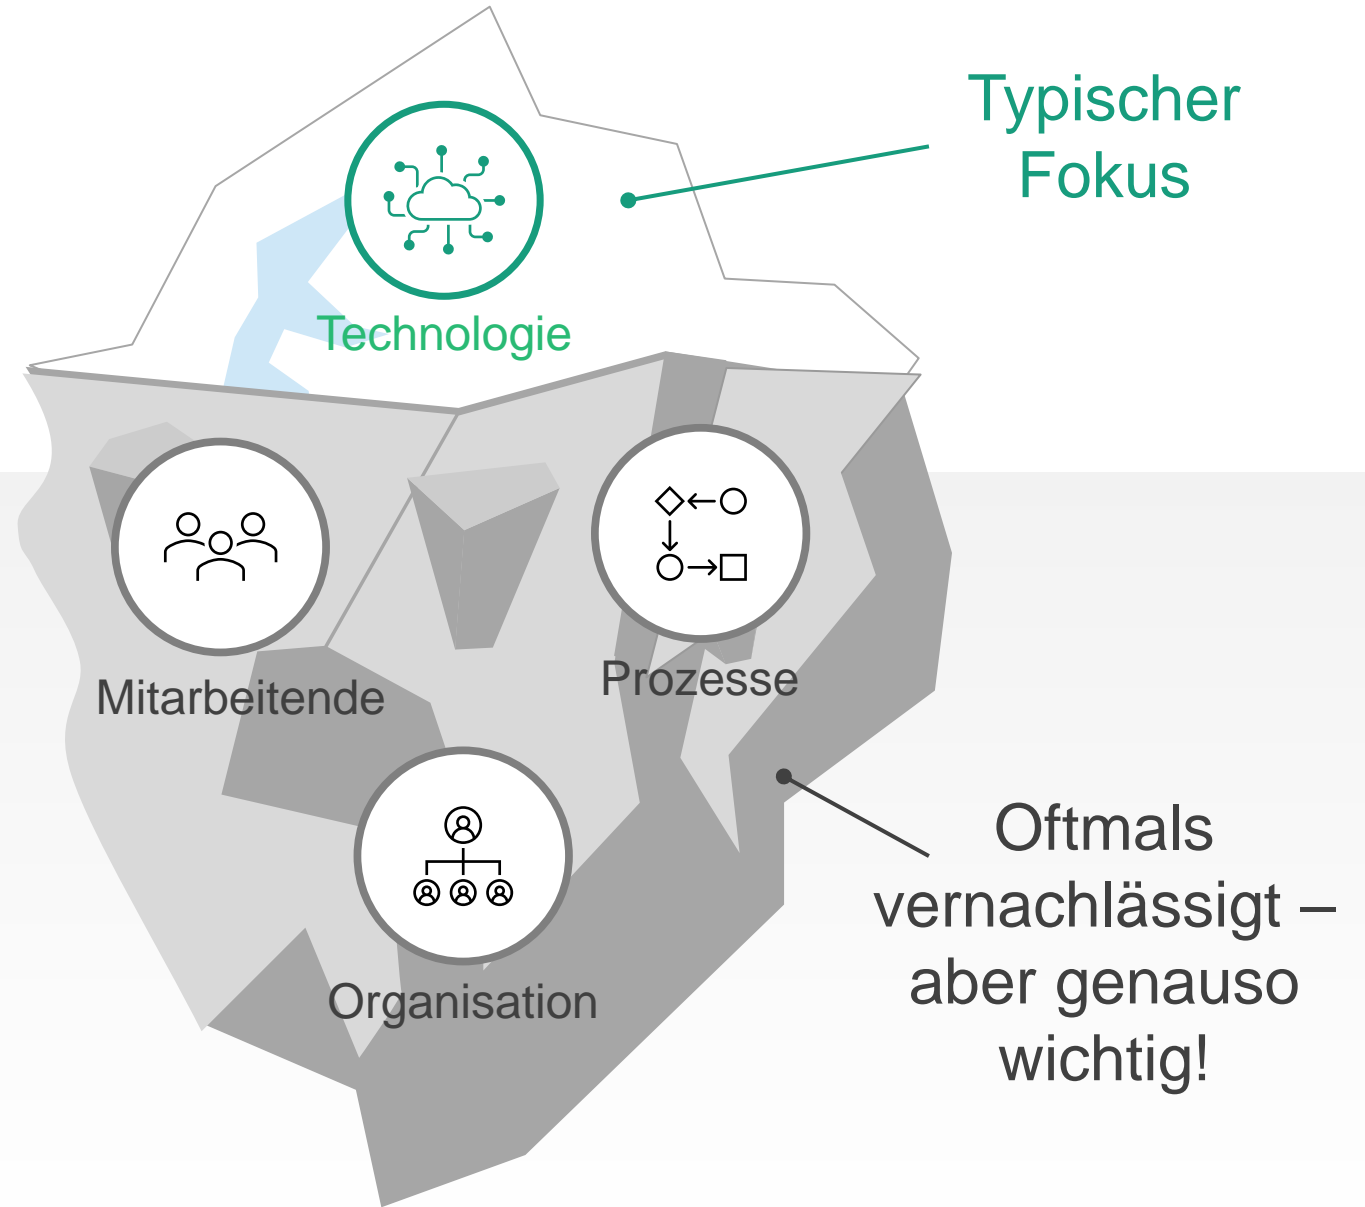 Typischer
Fokus
Technologie
Mitarbeitende
Prozesse
Organisation
Oftmals
vernachlässigt –
aber genauso
wichtig!